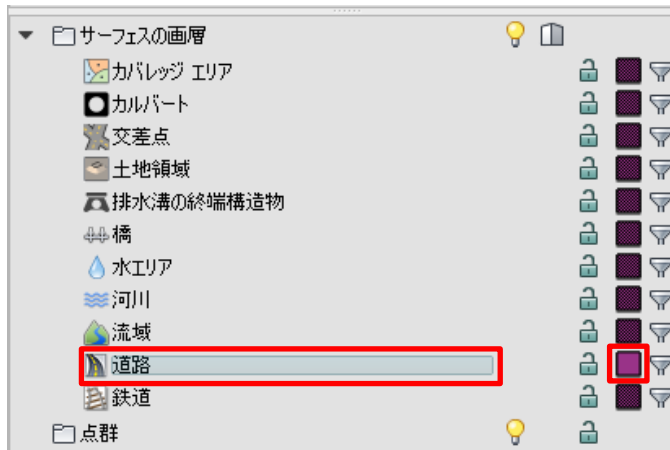 サーフェスの画層
カバレッジ エリア
カルバート
交差点
土地領域
排水溝の終端構造物
橋
水エリア
河川
流域
道路
鉄道
点群